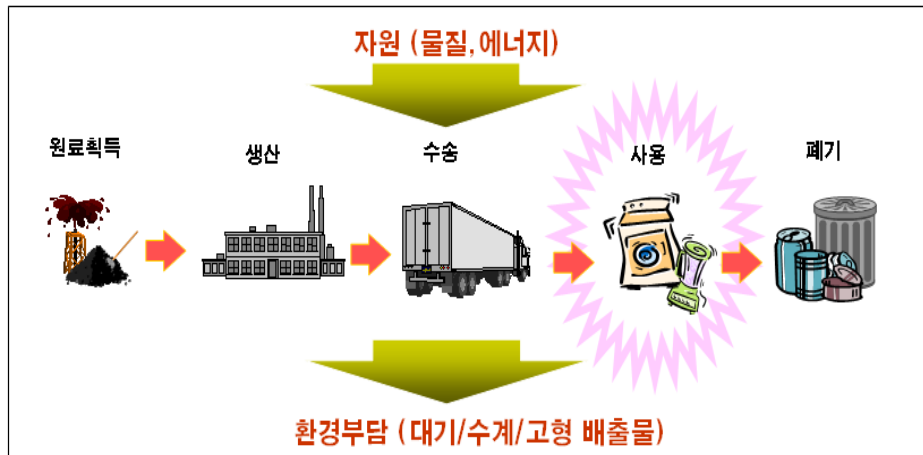 자원 (물질,에너지)
원료획득
생산
수송
사용
폐기
환경부담 (대기/수계/고형 배출물)